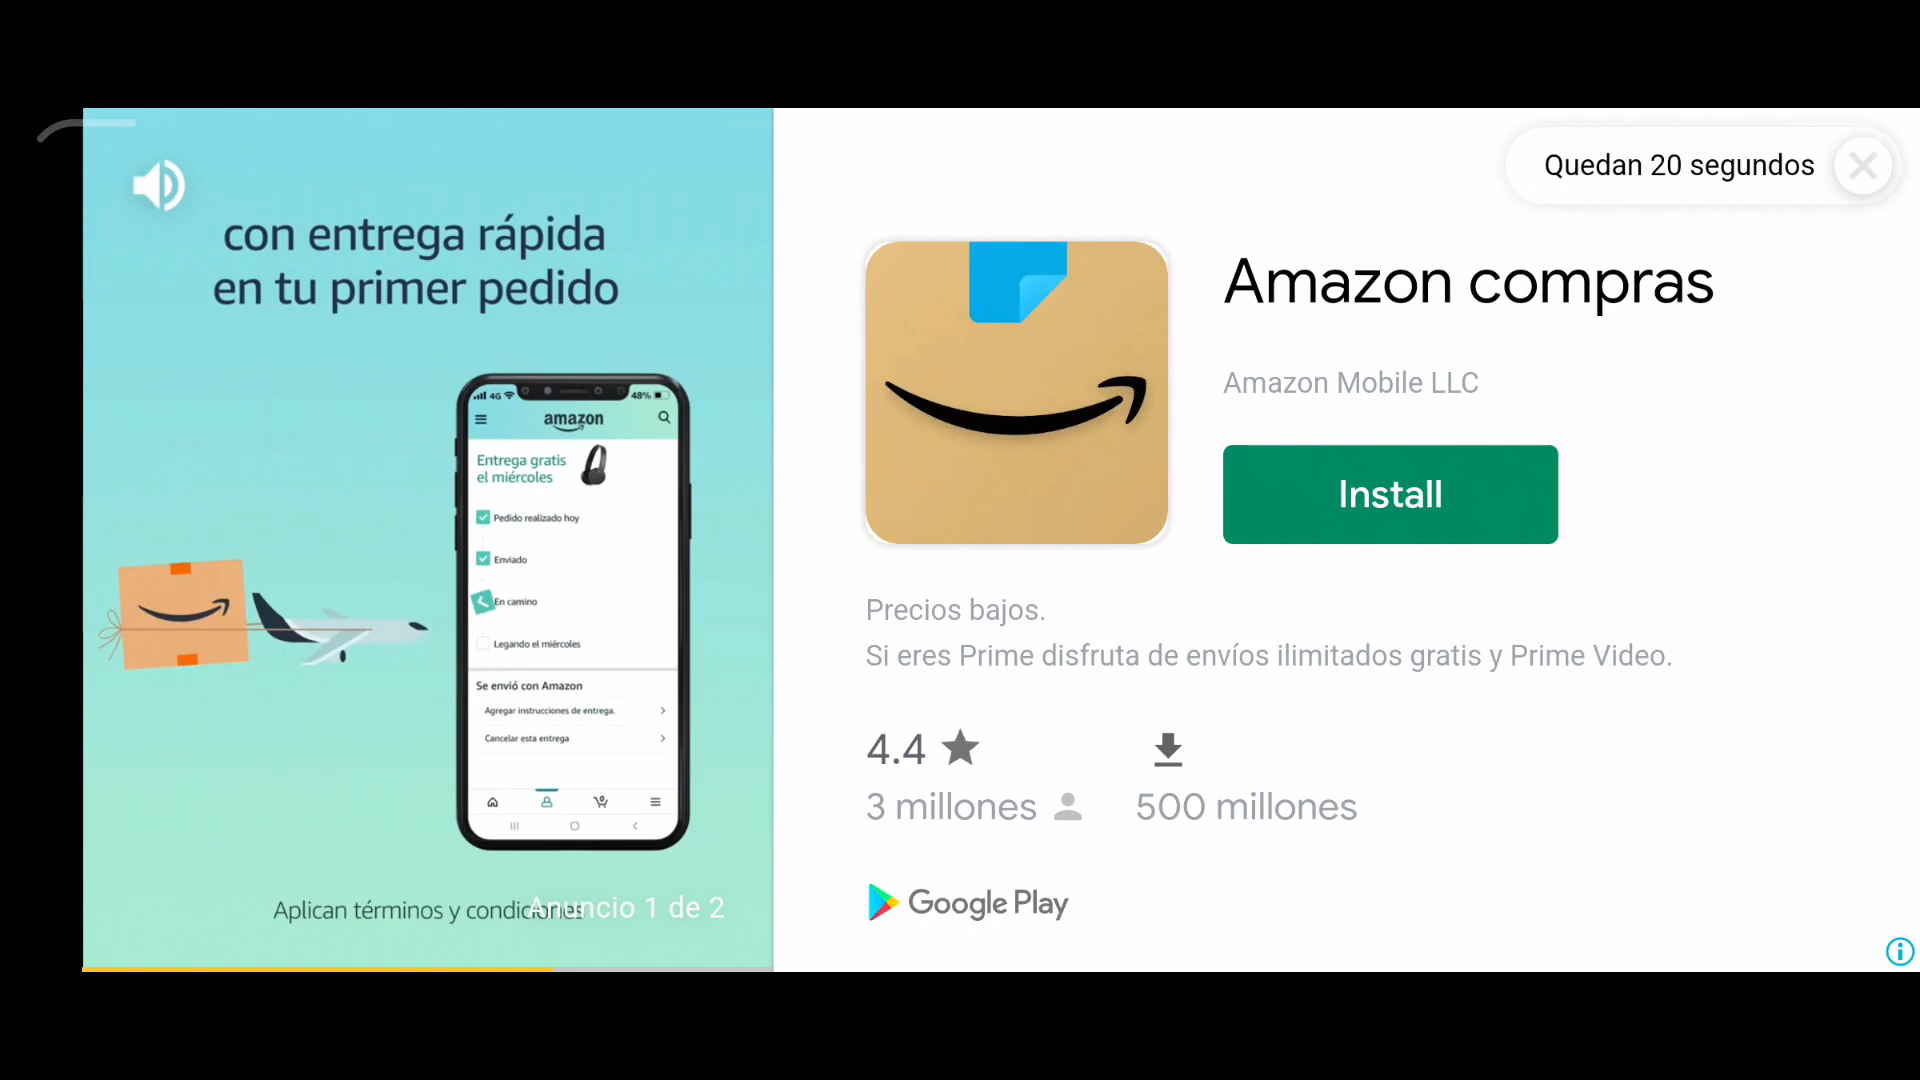 con entrega rápida
en tu primer pedido
4G
48%
amazon
Entrega gratis
el miércoles
Pedido realizado hoy
Enviado
En camino
Legando el miércoles
Se envió con Amazon
Agregar instrucciones de entrega.
Cancelar esta entrega
Aplican términos y condiciones
Anuncio 1 de 2
Quedan 20 segundos
Amazon compras
Amazon Mobile LLC
Install
Precios bajos.
Si eres Prime disfruta de envíos ilimitados gratis y Prime Video.
4.4
3 millones
500 millones
Google Play